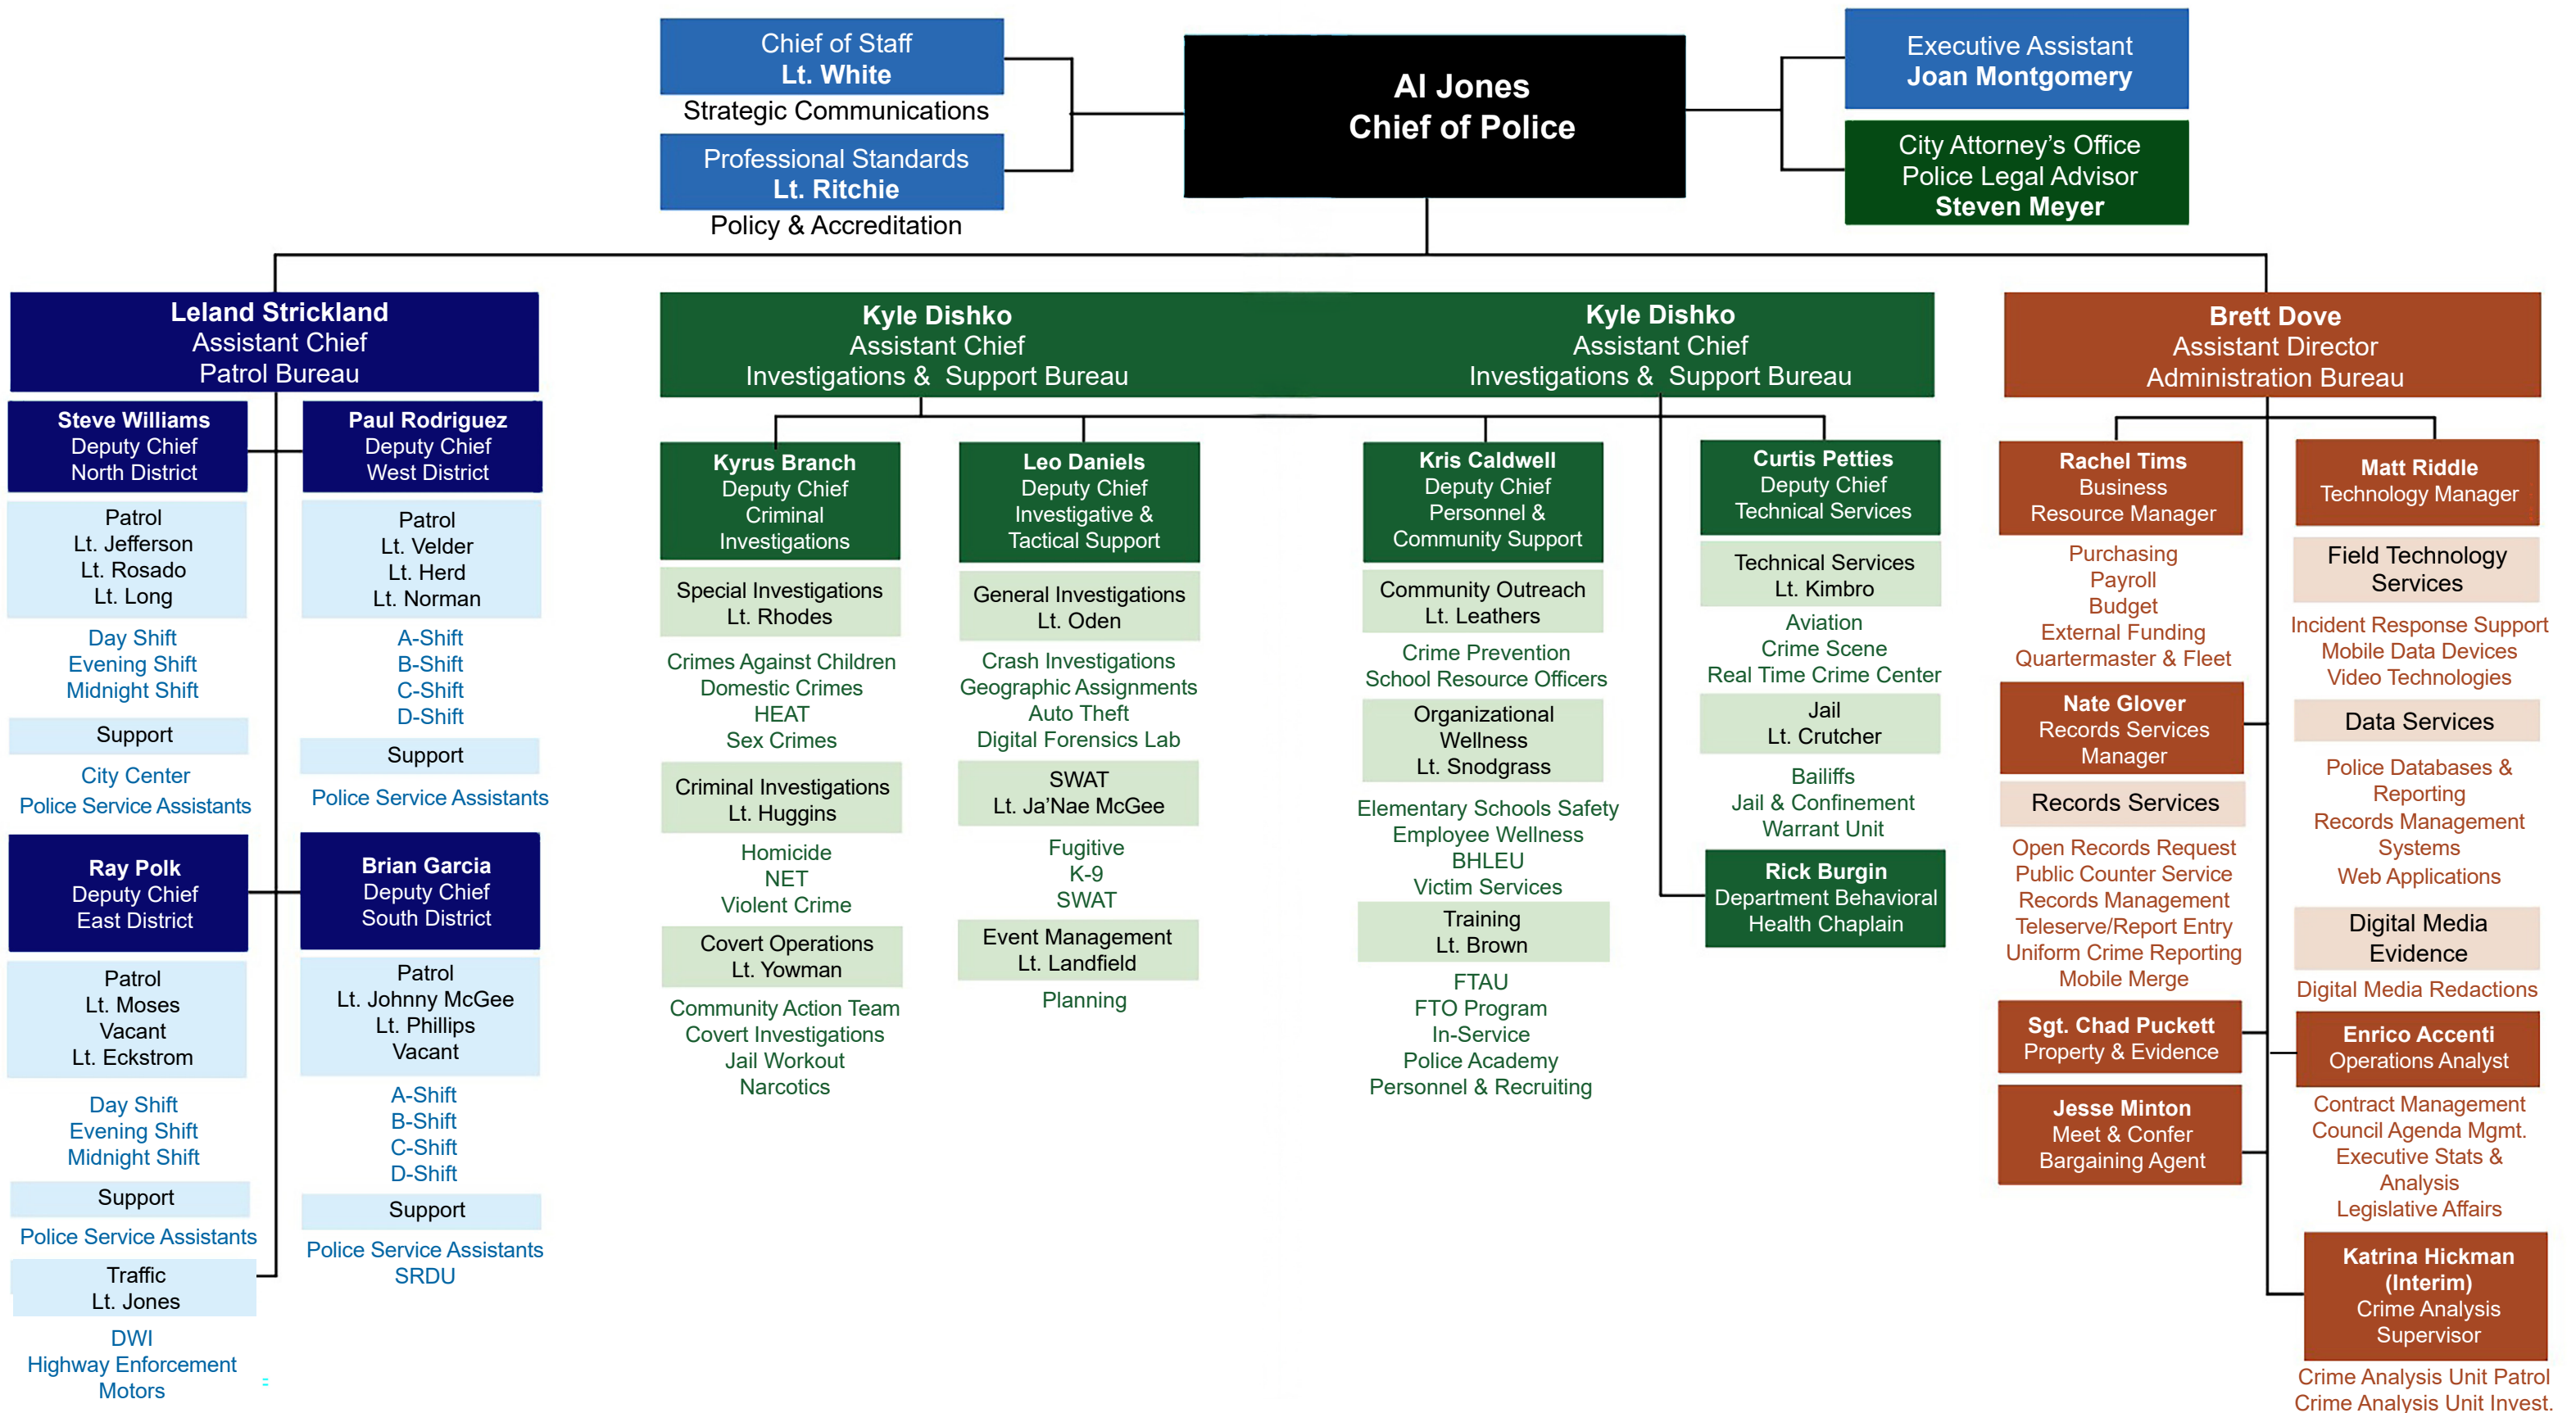 Chief of Staff
Lt. White
Strategic Communications
Professional Standards
Lt. Ritchie
Policy & Accreditation
Al Jones
Chief of Police
Executive Assistant
Joan Montgomery
City Attorney’s Office
Police Legal Advisor
Steven Meyer
Leland Strickland
Assistant Chief
Patrol Bureau
Steve Williams
Deputy Chief
North District
Patrol
Lt. Jefferson
Lt. Rosado
Lt. Long
Day Shift
Evening Shift
Midnight Shift
Support
City Center
Police Service Assistants
Paul Rodriguez
Deputy Chief
West District
Patrol
Lt. Velder
Lt. Herd
Lt. Norman
A-Shift
B-Shift
C-Shift
D-Shift
Support
Police Service Assistants
Ray Polk
Deputy Chief
East District
Patrol
Lt. Moses
Vacant
Lt. Eckstrom
Day Shift
Evening Shift
Midnight Shift
Support
Police Service Assistants
Traffic
Lt. Jones
DWI
Highway Enforcement
Motors
Brian Garcia
Deputy Chief
South District
Patrol
Lt. Johnny McGee
Lt. Phillips
Vacant
A-Shift
B-Shift
C-Shift
D-Shift
Support
Police Service Assistants
SRDU
Kyle Dishko
Assistant Chief
Investigations & Support Bureau
Kyle Dishko
Assistant Chief
Investigations & Support Bureau
Kyrus Branch
Deputy Chief
Criminal
Investigations
Special Investigations
Lt. Rhodes
Crimes Against Children
Domestic Crimes
HEAT
Sex Crimes
Criminal Investigations
Lt. Huggins
Homicide
NET
Violent Crime
Covert Operations
Lt. Yowman
Community Action Team
Covert Investigations
Jail Workout
Narcotics
Leo Daniels
Deputy Chief
Investigative &
Tactical Support
General Investigations
Lt. Oden
Crash Investigations
Geographic Assignments
Auto Theft
Digital Forensics Lab
SWAT
Lt. Ja’Nae McGee
Fugitive
K-9
SWAT
Event Management
Lt. Landfield
Planning
Kris Caldwell
Deputy Chief
Personnel &
Community Support
Community Outreach
Lt. Leathers
Crime Prevention
School Resource Officers
Organizational
Wellness
Lt. Snodgrass
Elementary Schools Safety
Employee Wellness
BHLEU
Victim Services
Training
Lt. Brown
FTAU
FTO Program
In-Service
Police Academy
Personnel & Recruiting
Curtis Petties
Deputy Chief
Technical Services
Technical Services
Lt. Kimbro
Aviation
Crime Scene
Real Time Crime Center
Jail
Lt. Crutcher
Bailiffs
Jail & Confinement
Warrant Unit
Rick Burgin
Department Behavioral
Health Chaplain
Brett Dove
Assistant Director
Administration Bureau
Rachel Tims
Business
Resource Manager
Purchasing
Payroll
Budget
External Funding
Quartermaster & Fleet
Nate Glover
Records Services
Manager
Records Services
Open Records Request
Public Counter Service
Records Management
Teleserve/Report Entry
Uniform Crime Reporting
Mobile Merge
Sgt. Chad Puckett
Property & Evidence
Jesse Minton
Meet & Confer
Bargaining Agent
Matt Riddle
Technology Manager
Field Technology
Services
Incident Response Support
Mobile Data Devices
Video Technologies
Data Services
Police Databases &
Reporting
Records Management
Systems
Web Applications
Digital Media
Evidence
Digital Media Redactions
Enrico Accenti
Operations Analyst
Contract Management
Council Agenda Mgmt.
Executive Stats &
Analysis
Legislative Affairs
Katrina Hickman
(Interim)
Crime Analysis
Supervisor
Crime Analysis Unit Patrol
Crime Analysis Unit Invest.